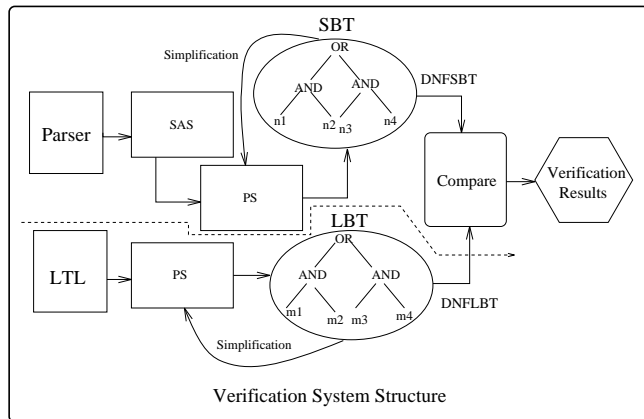 SBT
Simplification
OR
DNFSBT
AND
AND
n1
n2
n3
n4
Parser
SAS
PS
Compare
Verification
Results
LBT
OR
LTL
PS
AND
AND
m1
m2
m3
m4
DNFLBT
Simplification
Verification System Structure